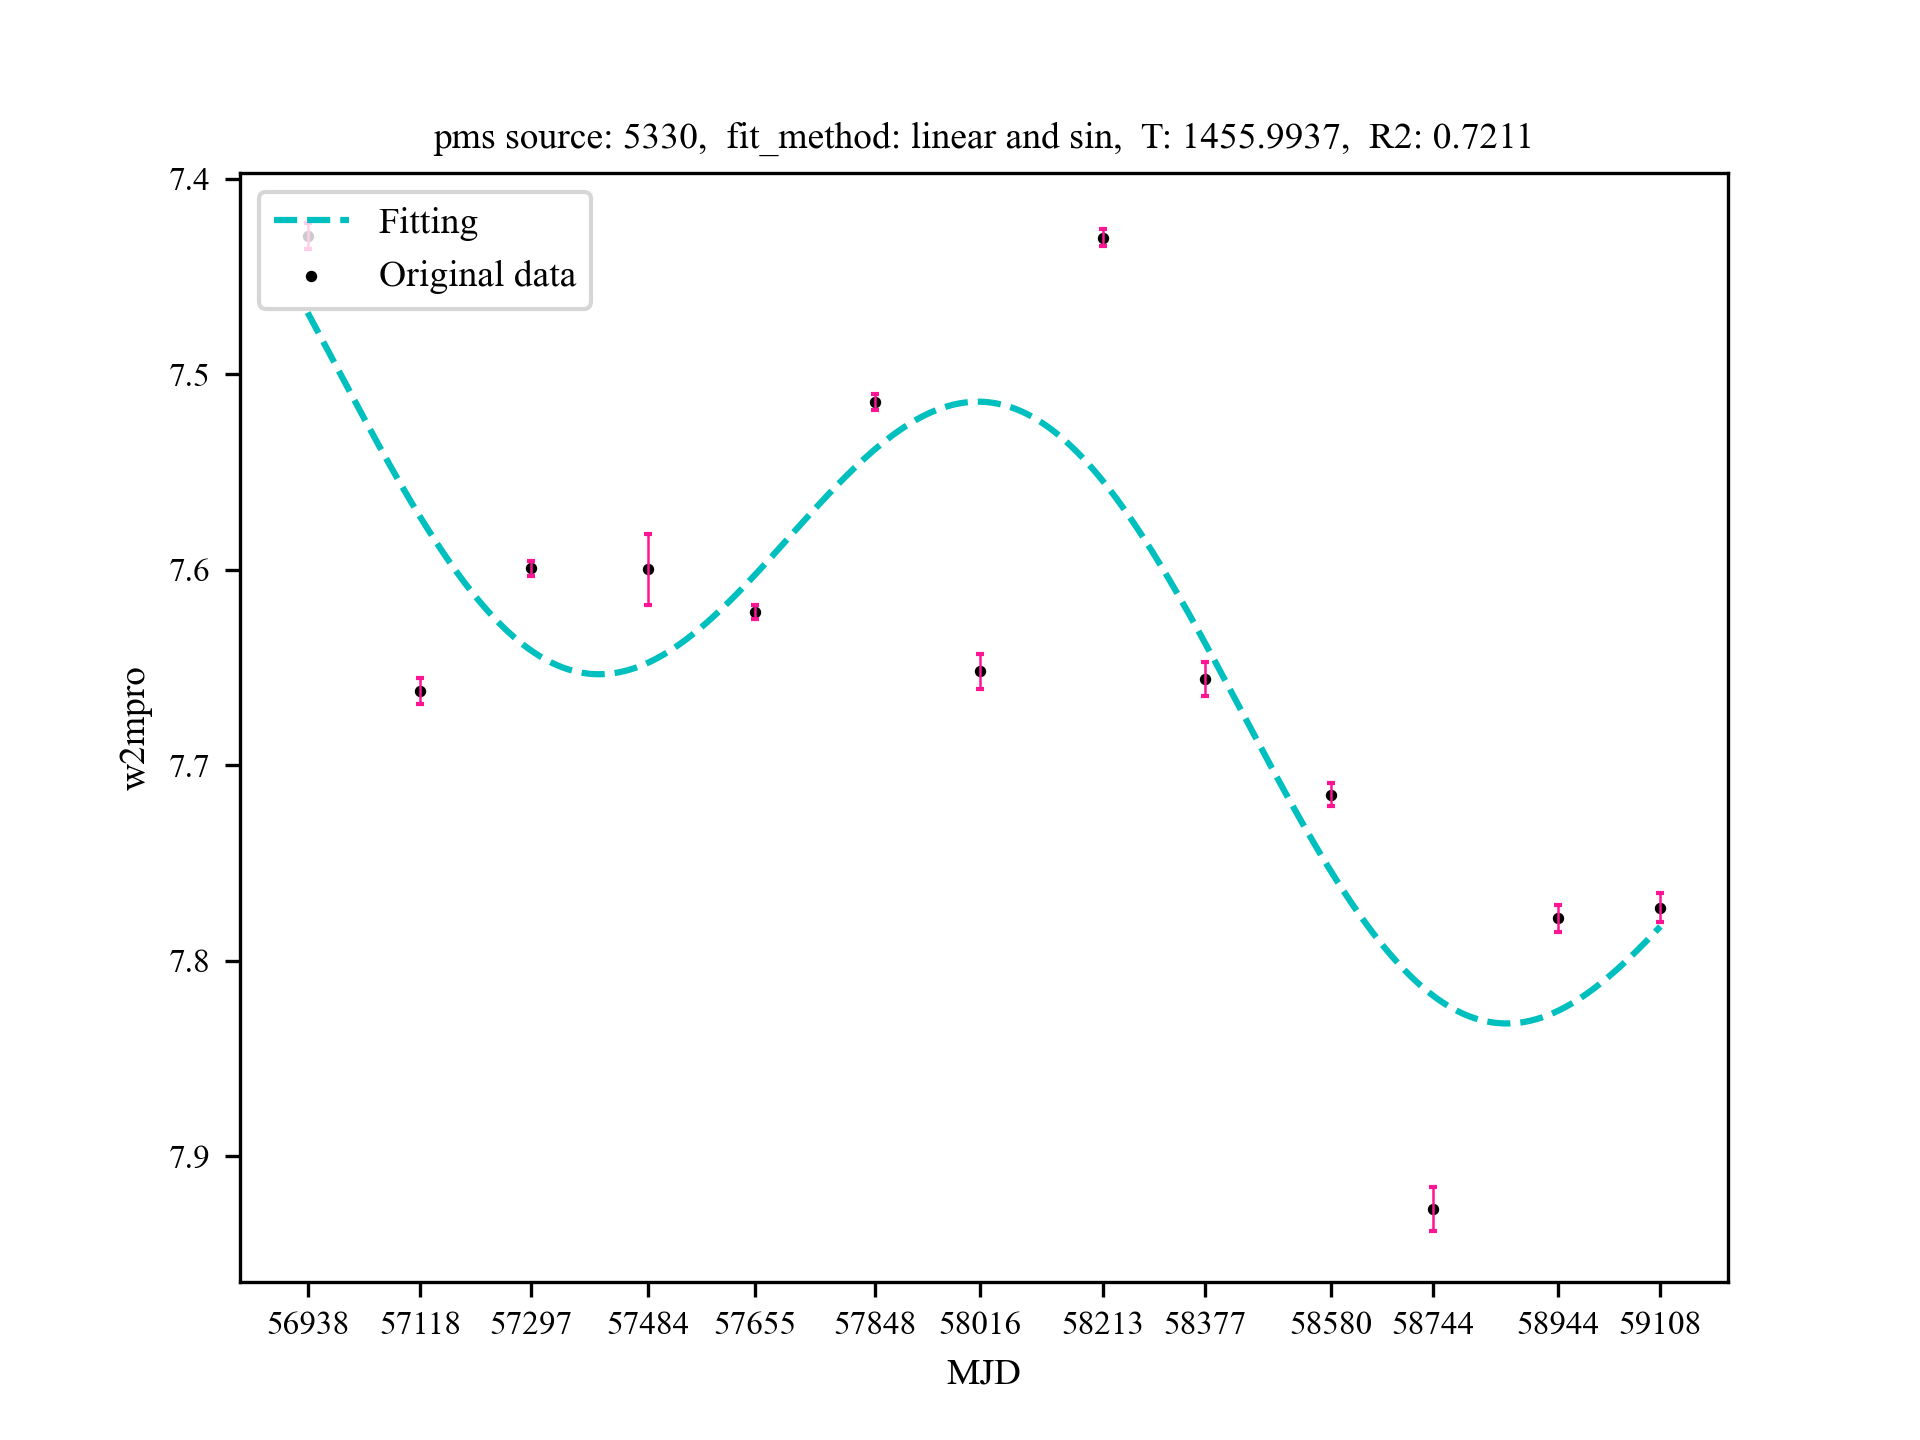 pms source: 5330,  fit_method: linear and sin,  T: 1455.9937,  R2: 0.7211
Fitting
Original data
7.4
7.5
7.6
7.7
7.8
7.9
w2mpro
56938 57118 57297 57484 57655 57848 58016 58213 58377 58580 58744 58944 59108
MJD